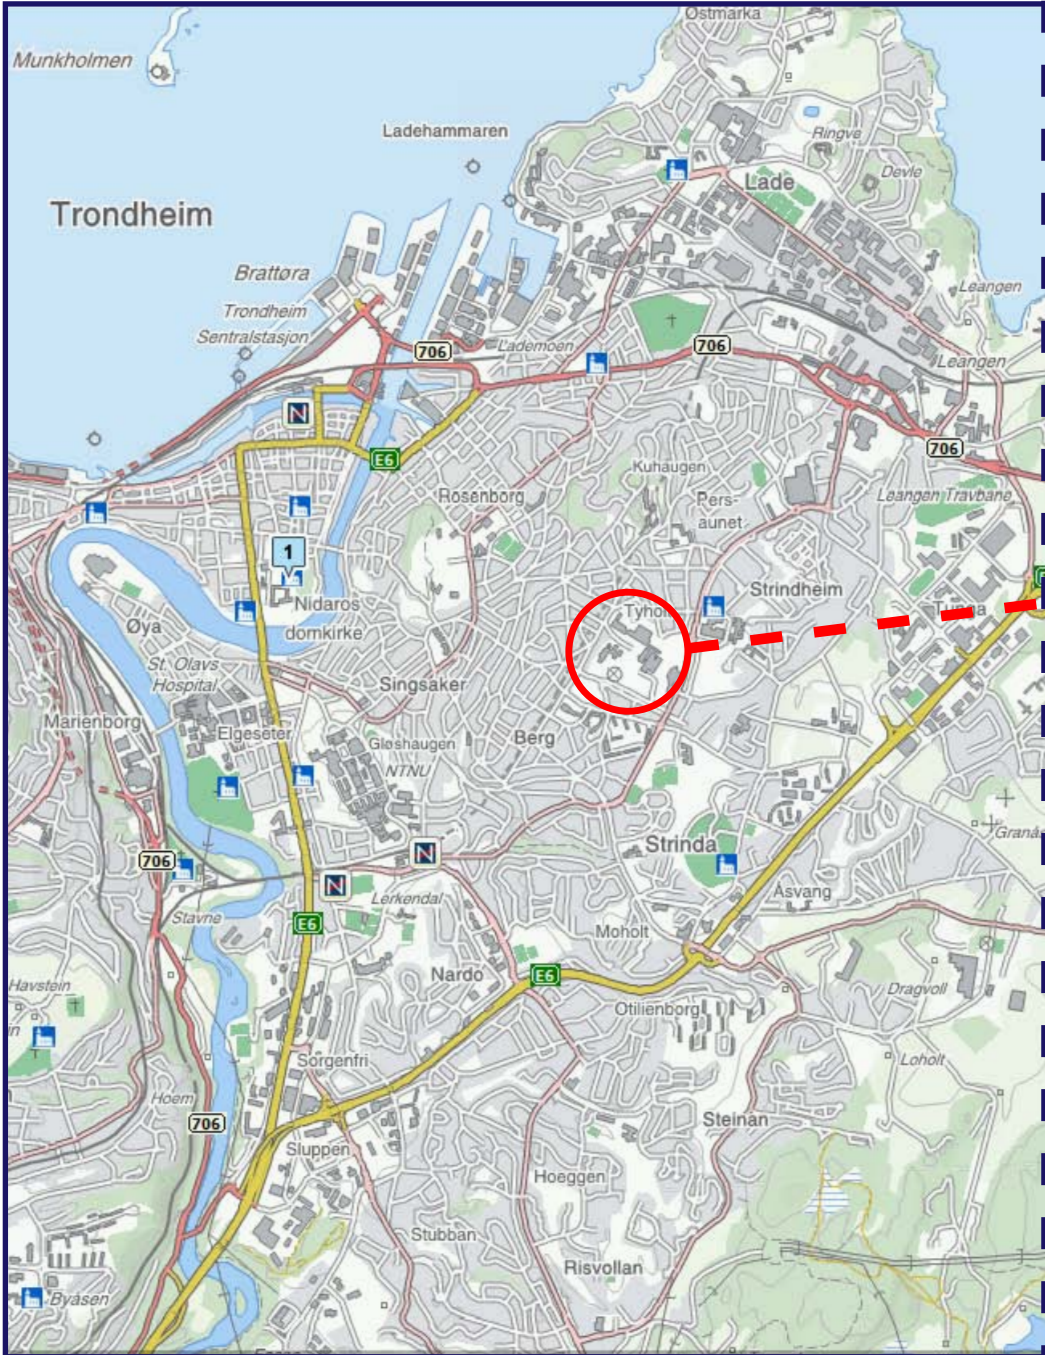 Østmarka
Munkholmen
Ladehammaren
Ringve
Devle
Lade
Trondheim
Brattøra
Leangen
Trondheim
Sentralstasjon
Lademoen
706
706
Leangen
N
E6
706
Kuhaugen
Rosenborg
Pers-
aunet
Leangen Travbane
1
Strindheim
Nidaros
domkirke
Tyholt
Tunga
Øya
St. Olavs
Hospital
Singsaker
Marienborg
Elgeseter
Gløshaugen
NTNU
Berg
Strinda
706
N
N
Åsvang
Lerkendal
Stavne
E6
Moholt
Nardo
E6
Havstein
Dragvoll
Otilienborg
Sorgenfri
Loholt
Hoem
706
Steinan
Sluppen
Hoeggen
Stubban
Risvollan
Byåsen